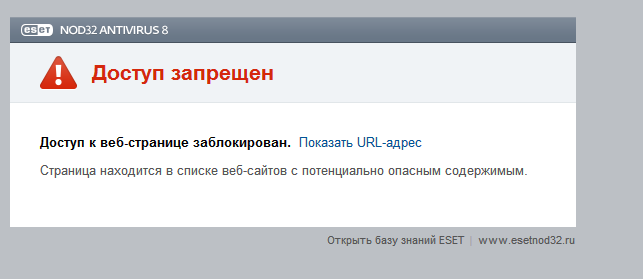 eset NOD32 ANTIVIRUS 8
Доступ запрещен
Доступ к веб-странице заблокирован. Показать URL-адрес
Страница находится в списке веб-сайтов с потенциально опасным содержимым.
Открыть базу знаний ESET | www.esetnod32.ru